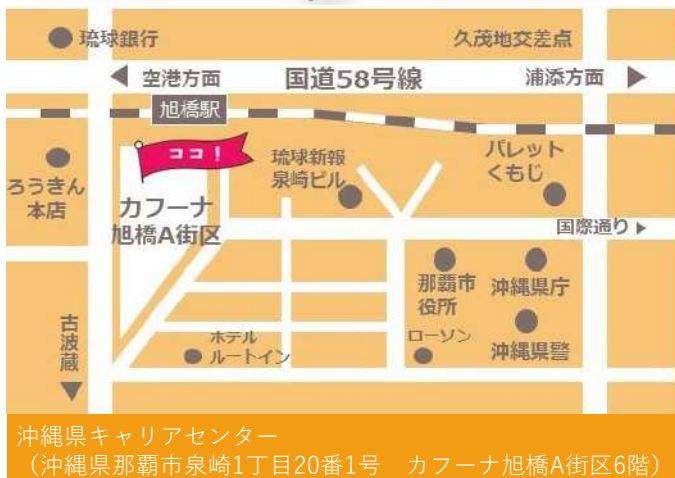 琉球銀行
久茂地交差点
◀ 空港方面
国道58号線
浦添方面 ▶
旭橋駅
ココ!
琉球新報
泉崎ビル
パレット
くもじ
ろうきん
本店
カフーナ
旭橋A街区
国際通り▶
那覇市
役所
沖縄県庁
古波蔵
▼
ホテル
ルートイン
ローソン
沖縄県警
沖縄県キャリアセンター
(沖縄県那覇市泉崎1丁目20番1号 カフーナ旭橋A街区6階)